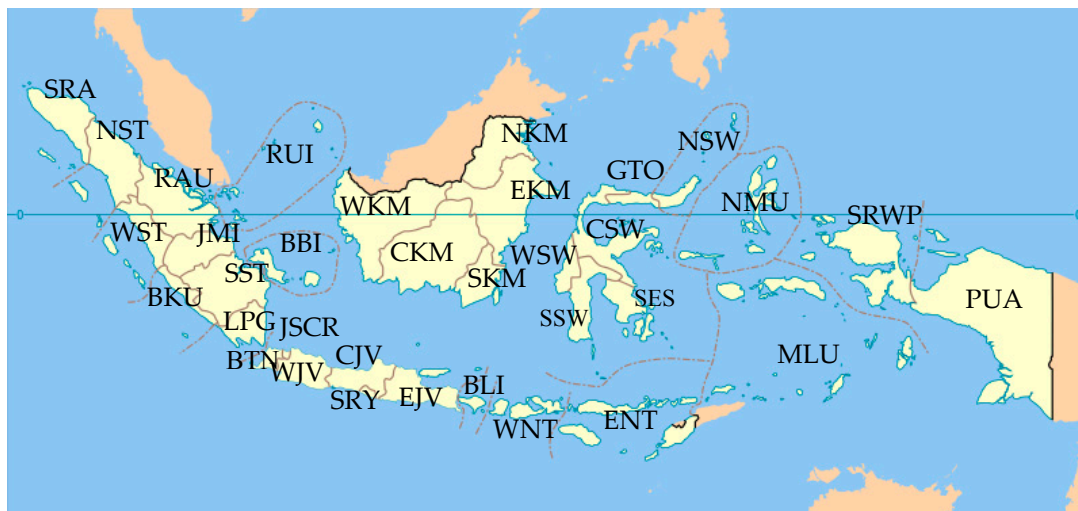 SRA
NST
NKM
NSW
RUI
GTO
RAU
EKM
WKM
NMU
0
SRWP
WST
JMI
BBI
CSW
CKM
WSW
SST
SKM
BKU
SES
PUA
LPG
JSCR
SSW
CJV
MLU
BTN
WJV
BLI
SRY
EJV
WNT
ENT